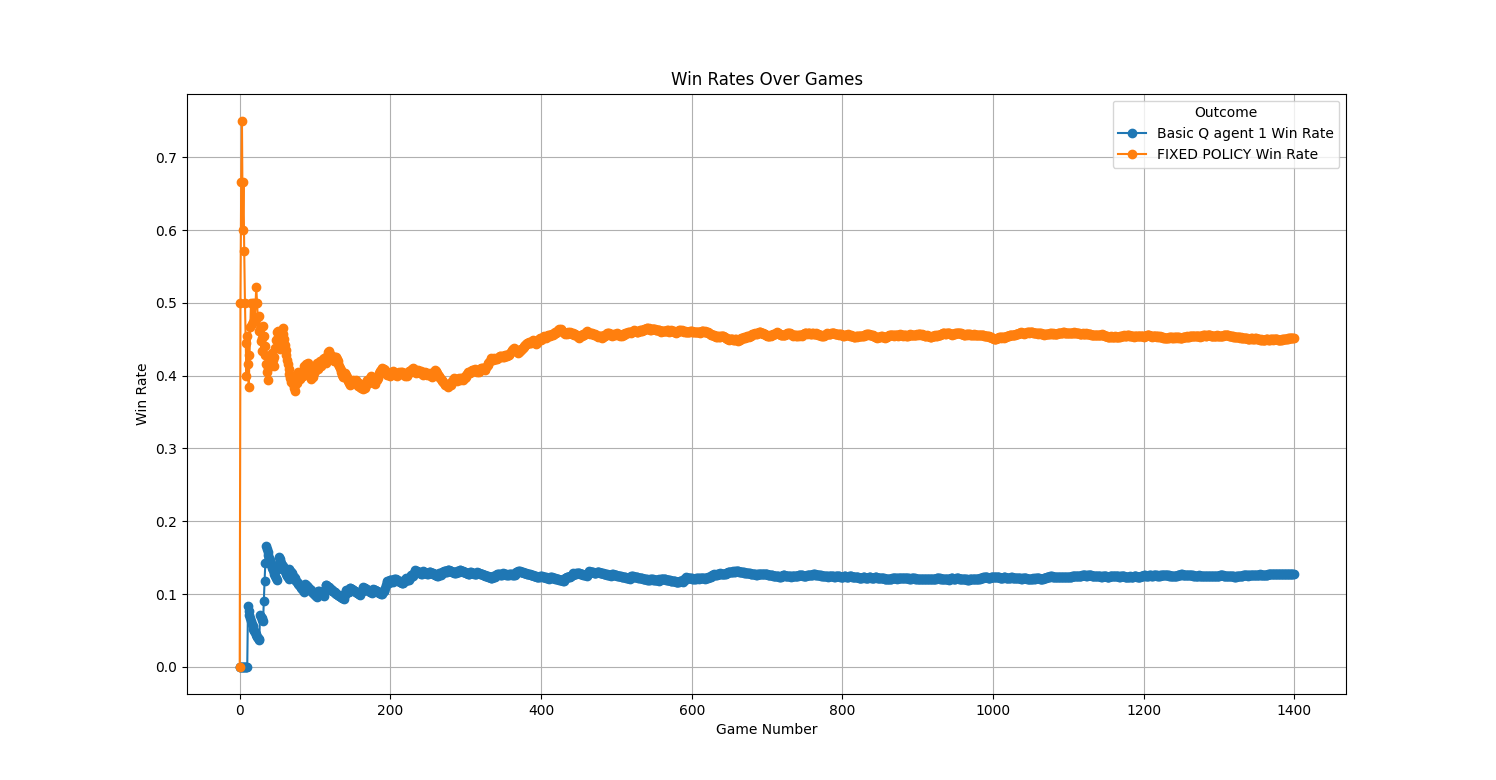 Win Rates Over Games
Outcome
Basic Q agent 1 Win Rate
FIXED POLICY Win Rate
Win Rate
0.7
0.6
0.5
0.4
0.3
0.2
0.1
0.0
0 200 400 600 800 1000 1200 1400
Game Number